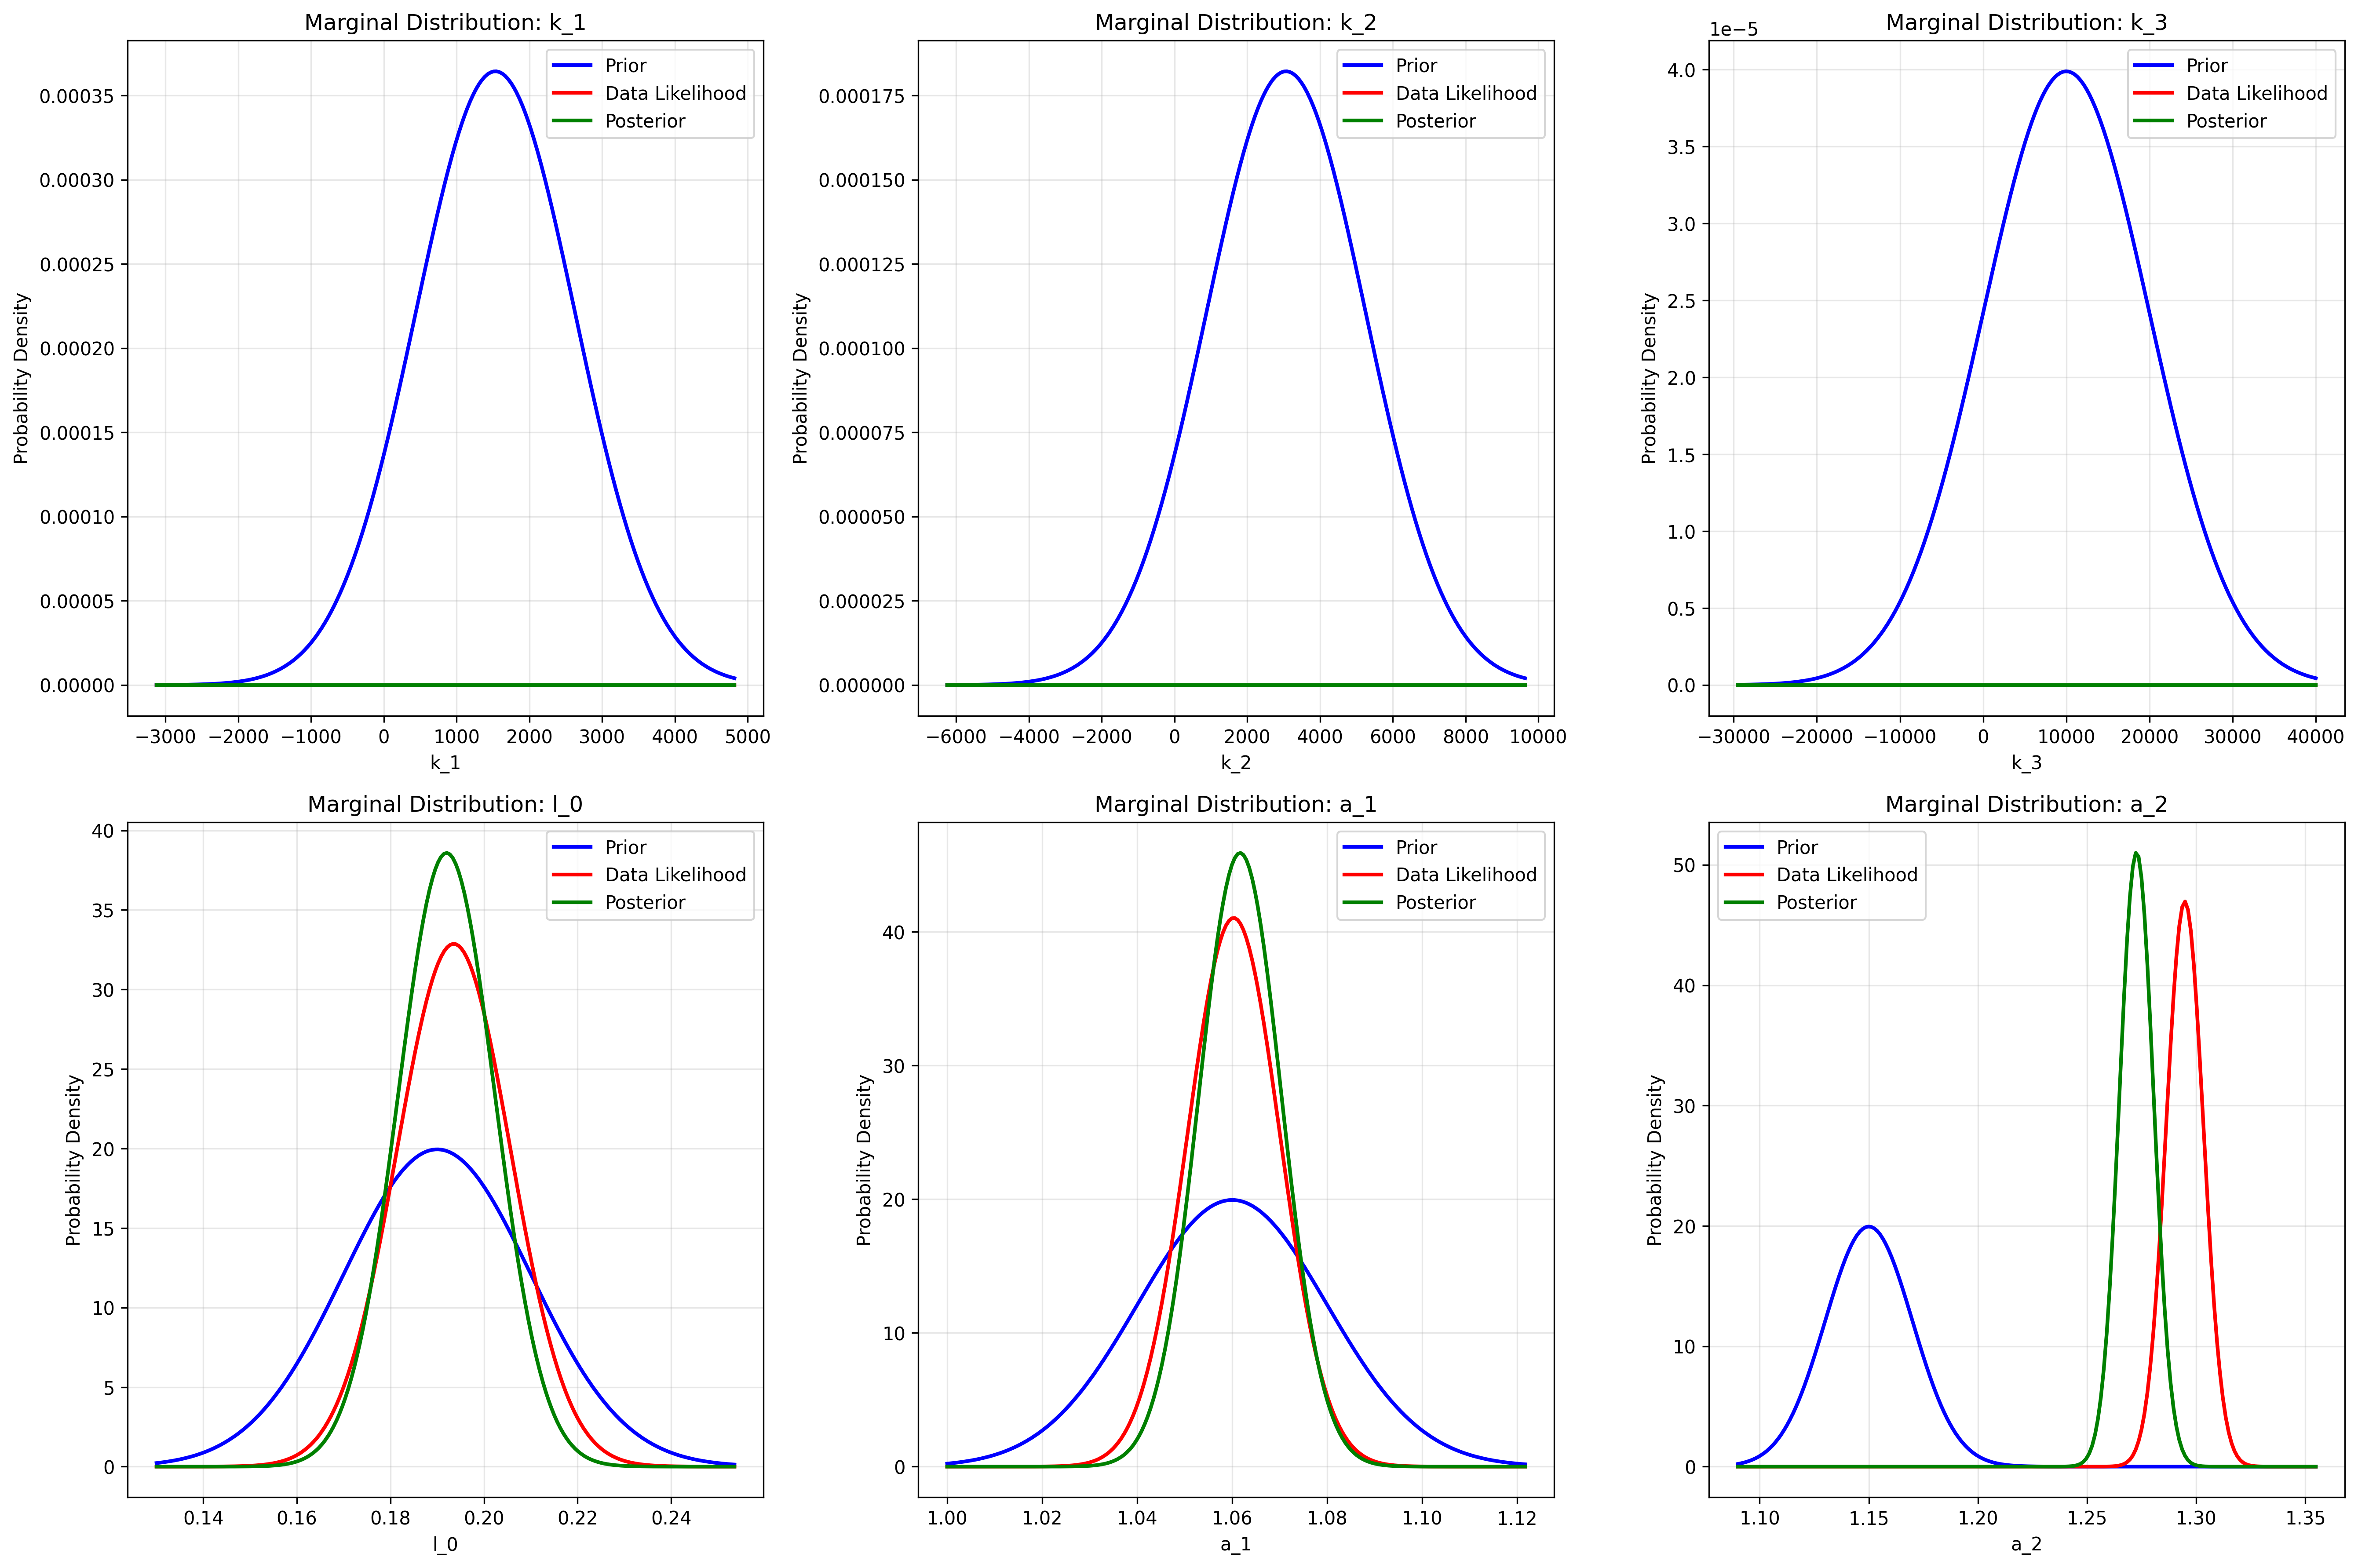 Marginal Distribution: k_1
Probability Density
0.00035
0.00030
0.00025
0.00020
0.00015
0.00010
0.00005
0.00000
Prior
Data Likelihood
Posterior
−3000 −2000 −1000 0 1000 2000 3000 4000 5000
k_1
Marginal Distribution: k_2
Probability Density
0.000175
0.000150
0.000125
0.000100
0.000075
0.000050
0.000025
0.000000
Prior
Data Likelihood
Posterior
−6000 −4000 −2000 0 2000 4000 6000 8000 10000
k_2
Marginal Distribution: k_3
1e−5
Probability Density
4.0
3.5
3.0
2.5
2.0
1.5
1.0
0.5
0.0
Prior
Data Likelihood
Posterior
−30000 −20000 −10000 0 10000 20000 30000 40000
k_3
Marginal Distribution: l_0
Probability Density
40
35
30
25
20
15
10
5
0
Prior
Data Likelihood
Posterior
0.14 0.16 0.18 0.20 0.22 0.24
l_0
Marginal Distribution: a_1
Probability Density
40
30
20
10
0
Prior
Data Likelihood
Posterior
1.00 1.02 1.04 1.06 1.08 1.10 1.12
a_1
Marginal Distribution: a_2
Probability Density
50
40
30
20
10
0
Prior
Data Likelihood
Posterior
1.10 1.15 1.20 1.25 1.30 1.35
a_2